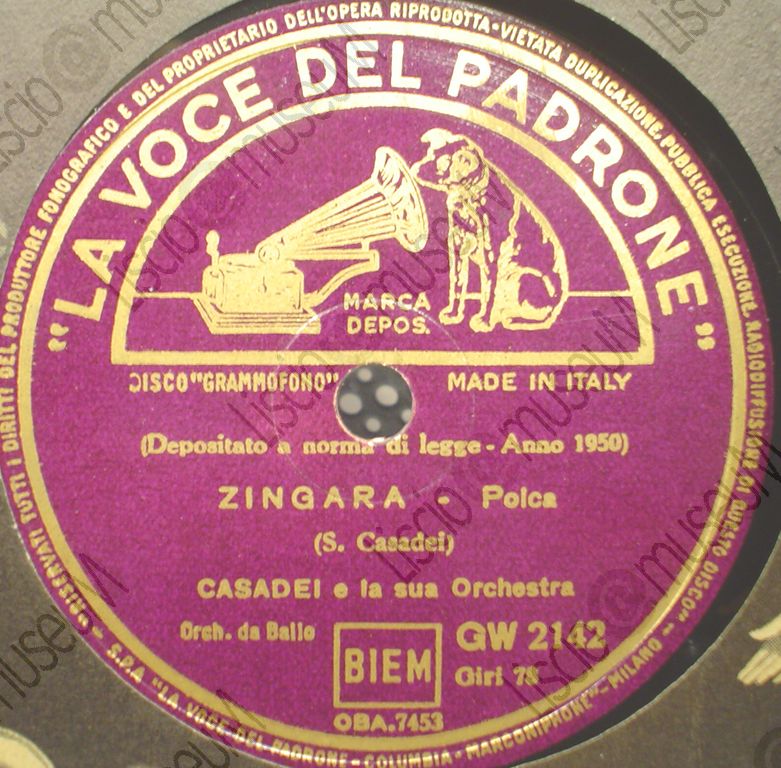 RISERVATI TUTTI I DIRITTI DEL PRODUTTORE FONOGRAFICO E DEL PROPRIETARIO DELL'OPERA RIPRODOTTA - VIETATA DUPLICAZIONE, PUBBLICA ESECUZIONE, RADIODIFFUSIONE DI QUESTO DISCO
"LA VOCE DEL PADRONE"
MARCA
DEPOS.
DISCO "GRAMMOFONO" MADE IN ITALY
(Depositato a norma di legge - Anno 1950)
ZINGARA - Polca
(S. Casadei)
CASADEI e la sua Orchestra
Orch. da Ballo
BIEM
GW 2142
Giri 78
OBA.7453
S.P.A. "LA VOCE DEL PADRONE - COLUMBIA - MARCONIPHONE" - MILANO
Liscio@museuM